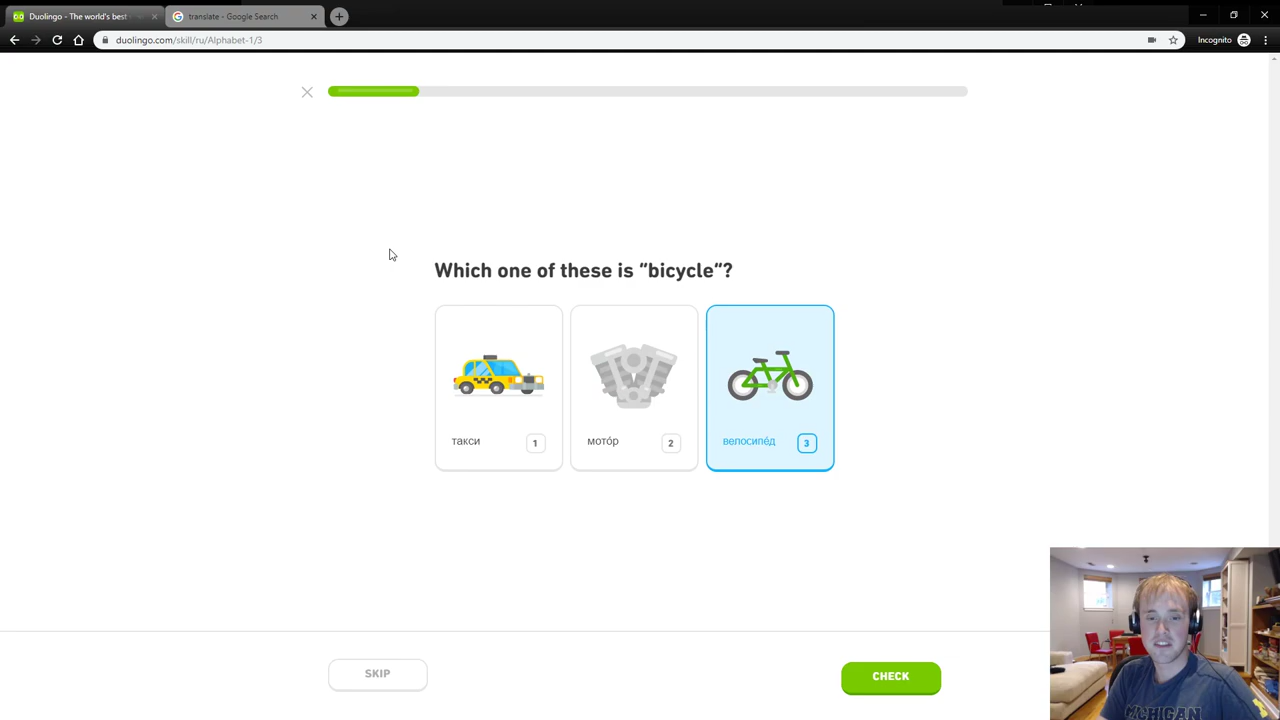 Duolingo - The world's best
translate - Google Search
duolingo.com/skill/ru/Alphabet-1/3
Incognito
Which one of these is "bicycle"?
такси 1
мото́р 2
велосипе́д 3
SKIP
CHECK
MICHIGAN